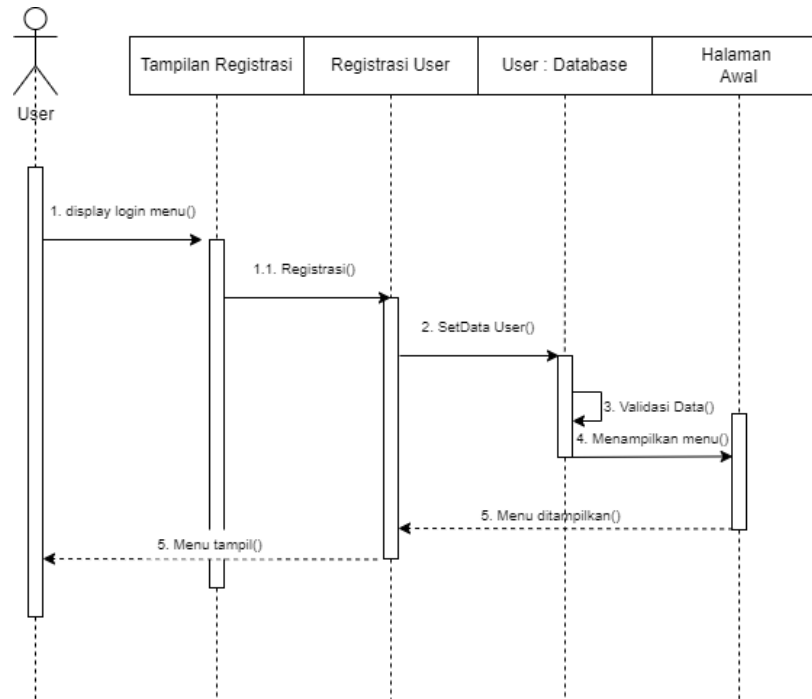 User
Tampilan Registrasi
Registrasi User
User : Database
Halaman
Awal
1. display login menu()
1.1. Registrasi()
2. SetData User()
3. Validasi Data()
4. Menampilkan menu()
5. Menu ditampilkan()
5. Menu tampil()